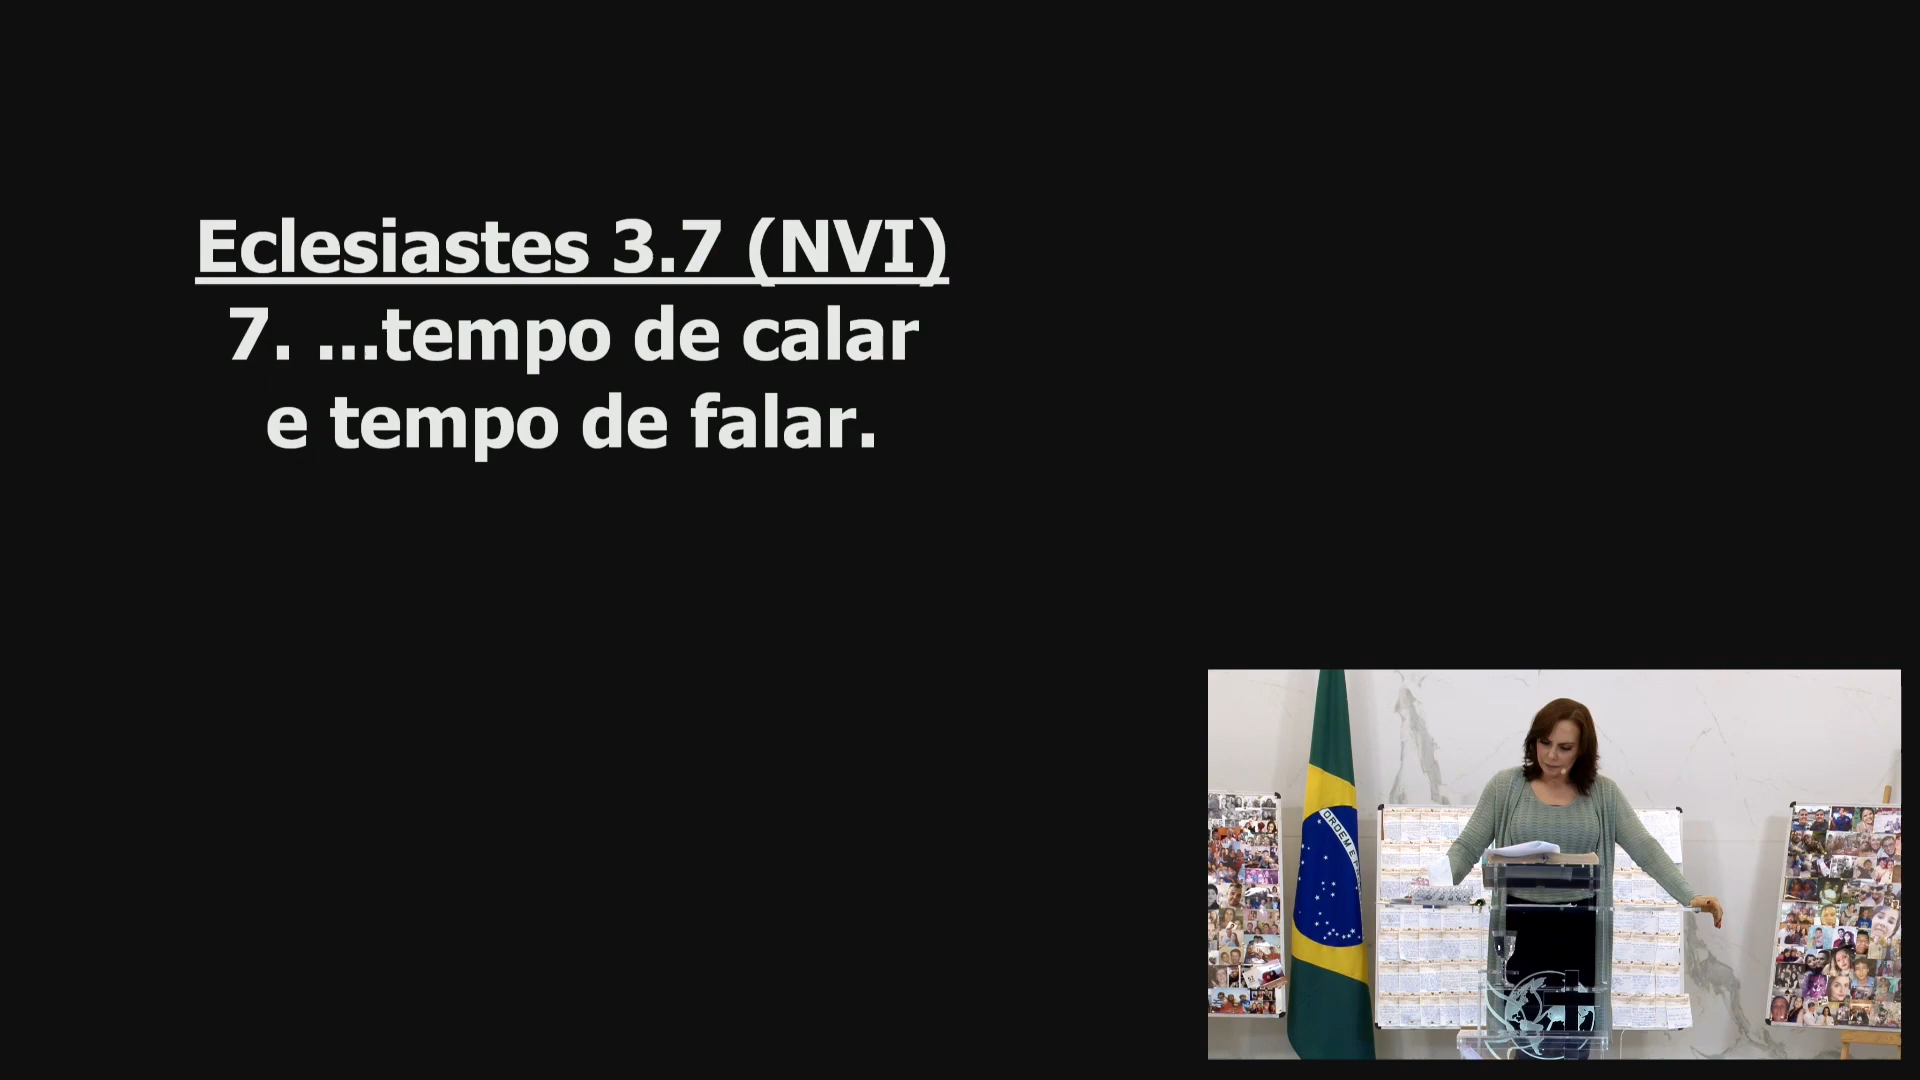 Eclesiastes 3.7 (NVI)
7. ...tempo de calar
e tempo de falar.
ORDEM E